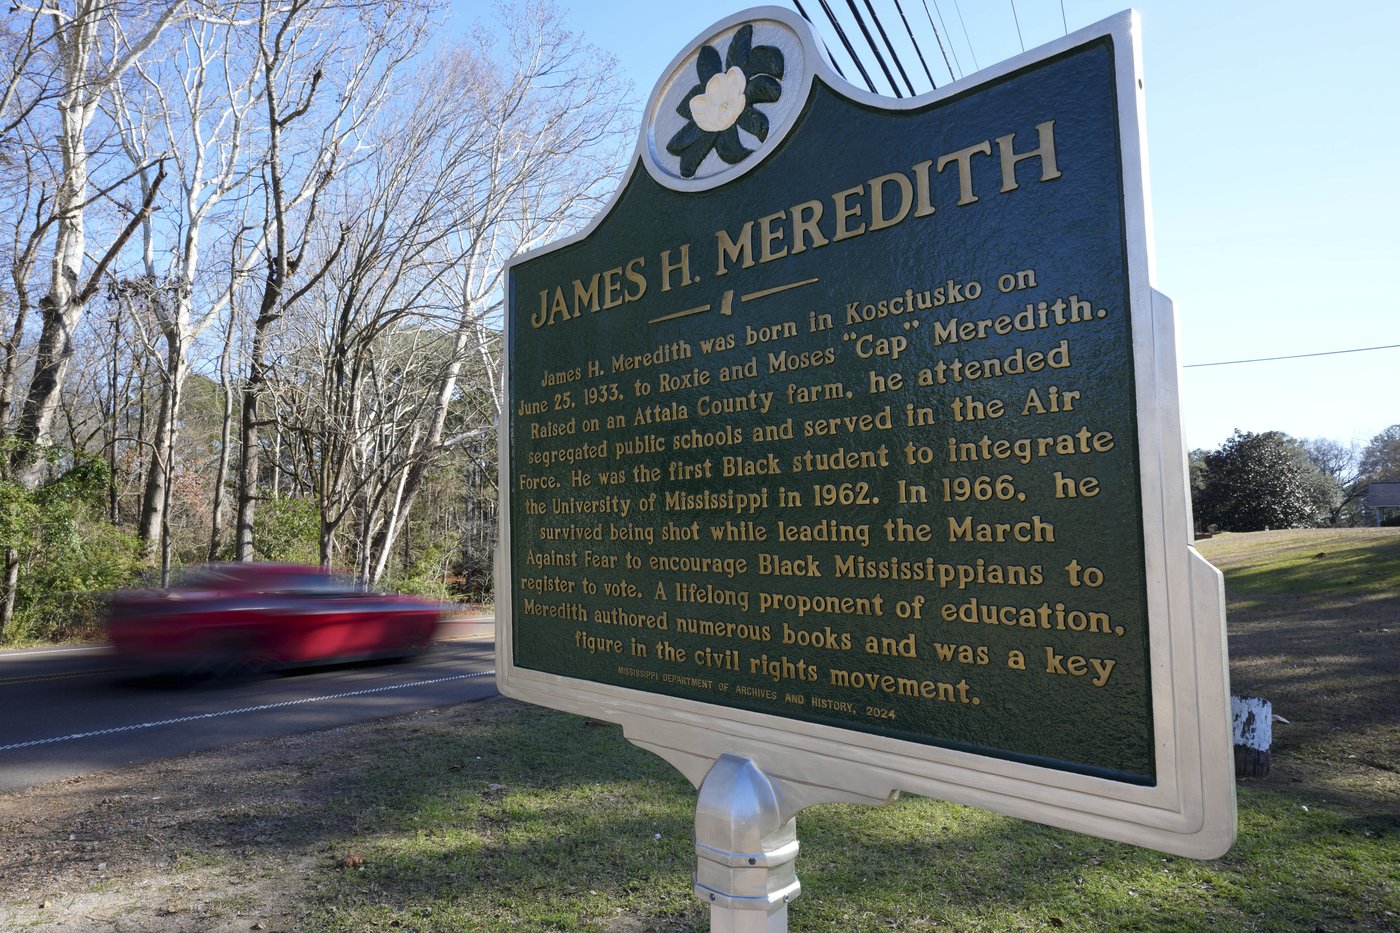 JAMES H. MEREDITH
James H. Meredith was born in Kosciusko on
June 25, 1933, to Roxie and Moses "Cap" Meredith.
Raised on an Attala County farm, he attended
segregated public schools and served in the Air
Force. He was the first Black student to integrate
the University of Mississippi in 1962. In 1966, he
survived being shot while leading the March
Against Fear to encourage Black Mississippians to
register to vote. A lifelong proponent of education,
Meredith authored numerous books and was a key
figure in the civil rights movement.
MISSISSIPPI DEPARTMENT OF ARCHIVES AND HISTORY, 2024